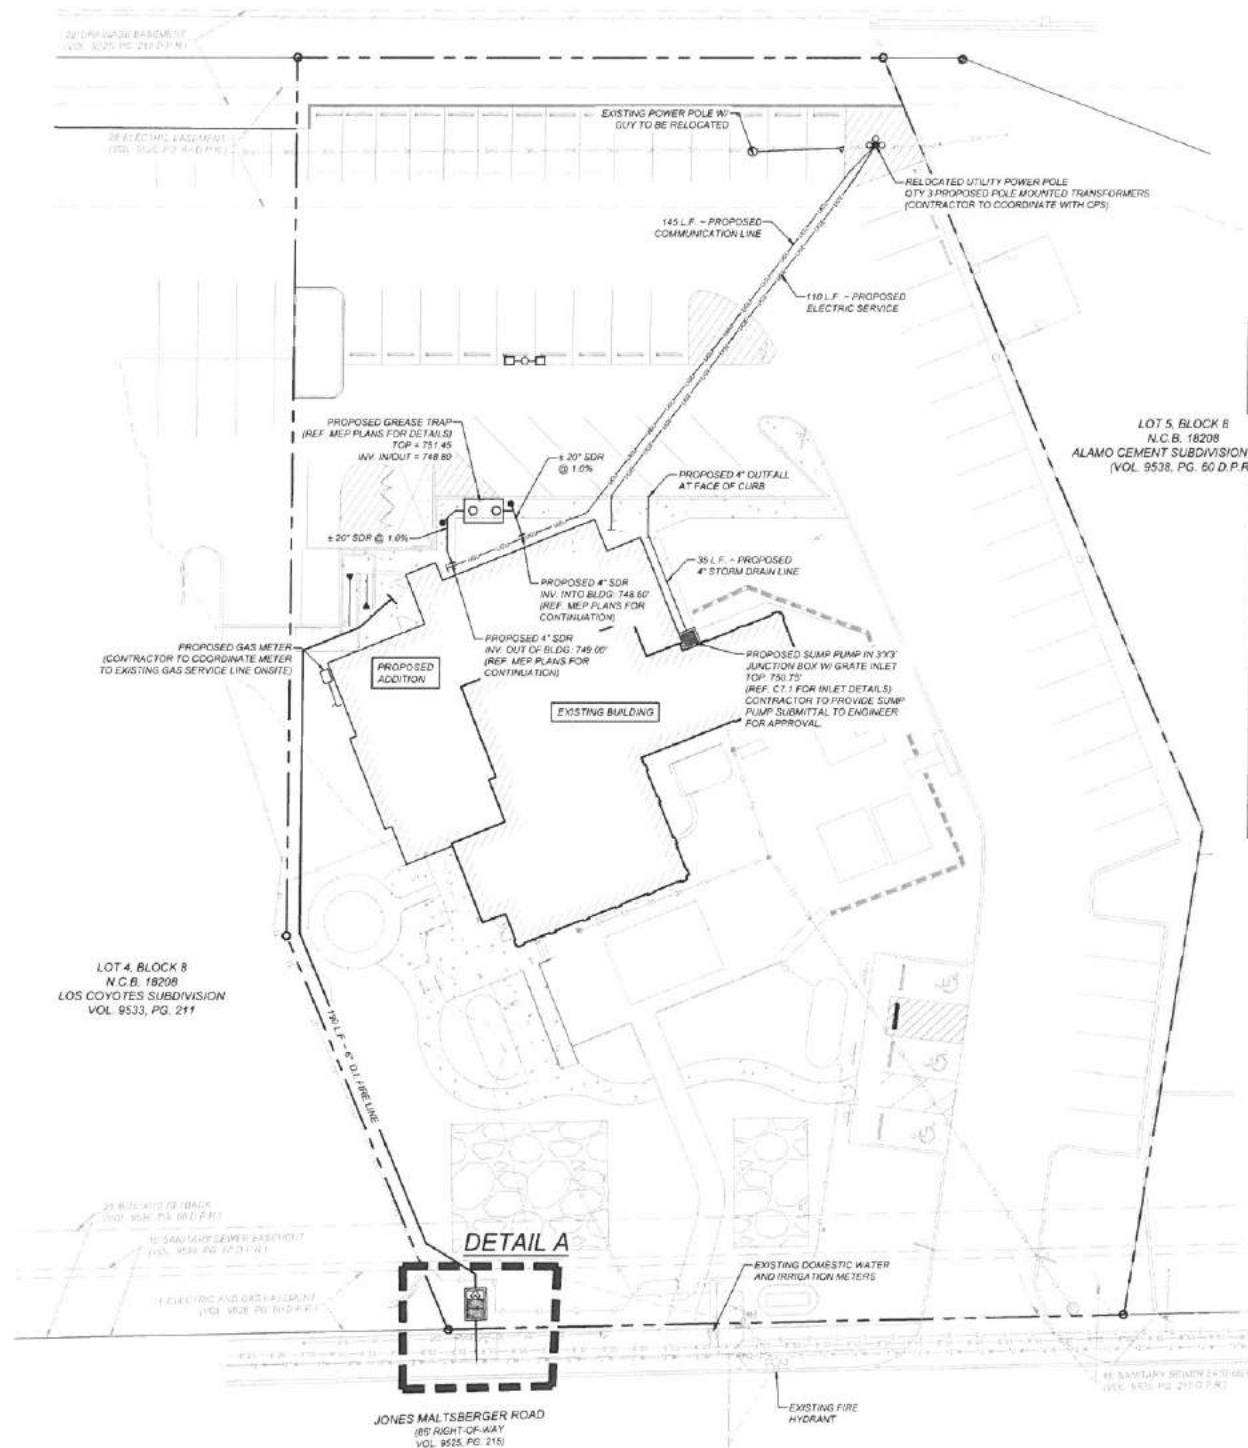 EXISTING POWER POLE W/
GUY TO BE RELOCATED
RELOCATED UTILITY POWER POLE
QTY 3 PROPOSED POLE MOUNTED TRANSFORMERS
(CONTRACTOR TO COORDINATE WITH CPS)
145 L.F. ~ PROPOSED
COMMUNICATION LINE
110 L.F. ~ PROPOSED
ELECTRIC SERVICE
PROPOSED GREASE TRAP
(REF. MEP PLANS FOR DETAILS)
TOP = 751.45
INV. IN/OUT = 748.80
± 20" SDR
@ 1.0%
PROPOSED 4" OUTFALL
AT FACE OF CURB
LOT 5, BLOCK 8
N.C.B. 18208
ALAMO CEMENT SUBDIVISION
(VOL. 9538, PG. 60 D.P.R
± 20" SDR @ 1.0%
35 L.F. ~ PROPOSED
4" STORM DRAIN LINE
PROPOSED 4" SDR
INV. INTO BLDG: 748.60'
(REF. MEP PLANS FOR
CONTINUATION)
PROPOSED 4" SDR
INV. OUT OF BLDG: 749.00'
(REF. MEP PLANS FOR
CONTINUATION)
PROPOSED GAS METER
(CONTRACTOR TO COORDINATE METER
TO EXISTING GAS SERVICE LINE ONSITE)
PROPOSED
ADDITION
EXISTING BUILDING
PROPOSED SUMP PUMP IN 3'X3'
JUNCTION BOX W/ GRATE INLET
TOP: 750.75'
(REF. C7.1 FOR INLET DETAILS)
CONTRACTOR TO PROVIDE SUMP
PUMP SUBMITTAL TO ENGINEER
FOR APPROVAL.
LOT 4, BLOCK 8
N.C.B. 18208
LOS COYOTES SUBDIVISION
VOL. 9533, PG. 211
190 L.F. ~ 6" D.I. FIRE LINE
DETAIL A
EXISTING DOMESTIC WATER
AND IRRIGATION METERS
EXISTING FIRE
HYDRANT
JONES MALTSBERGER ROAD
(86' RIGHT-OF-WAY
VOL. 9525, PG. 215)